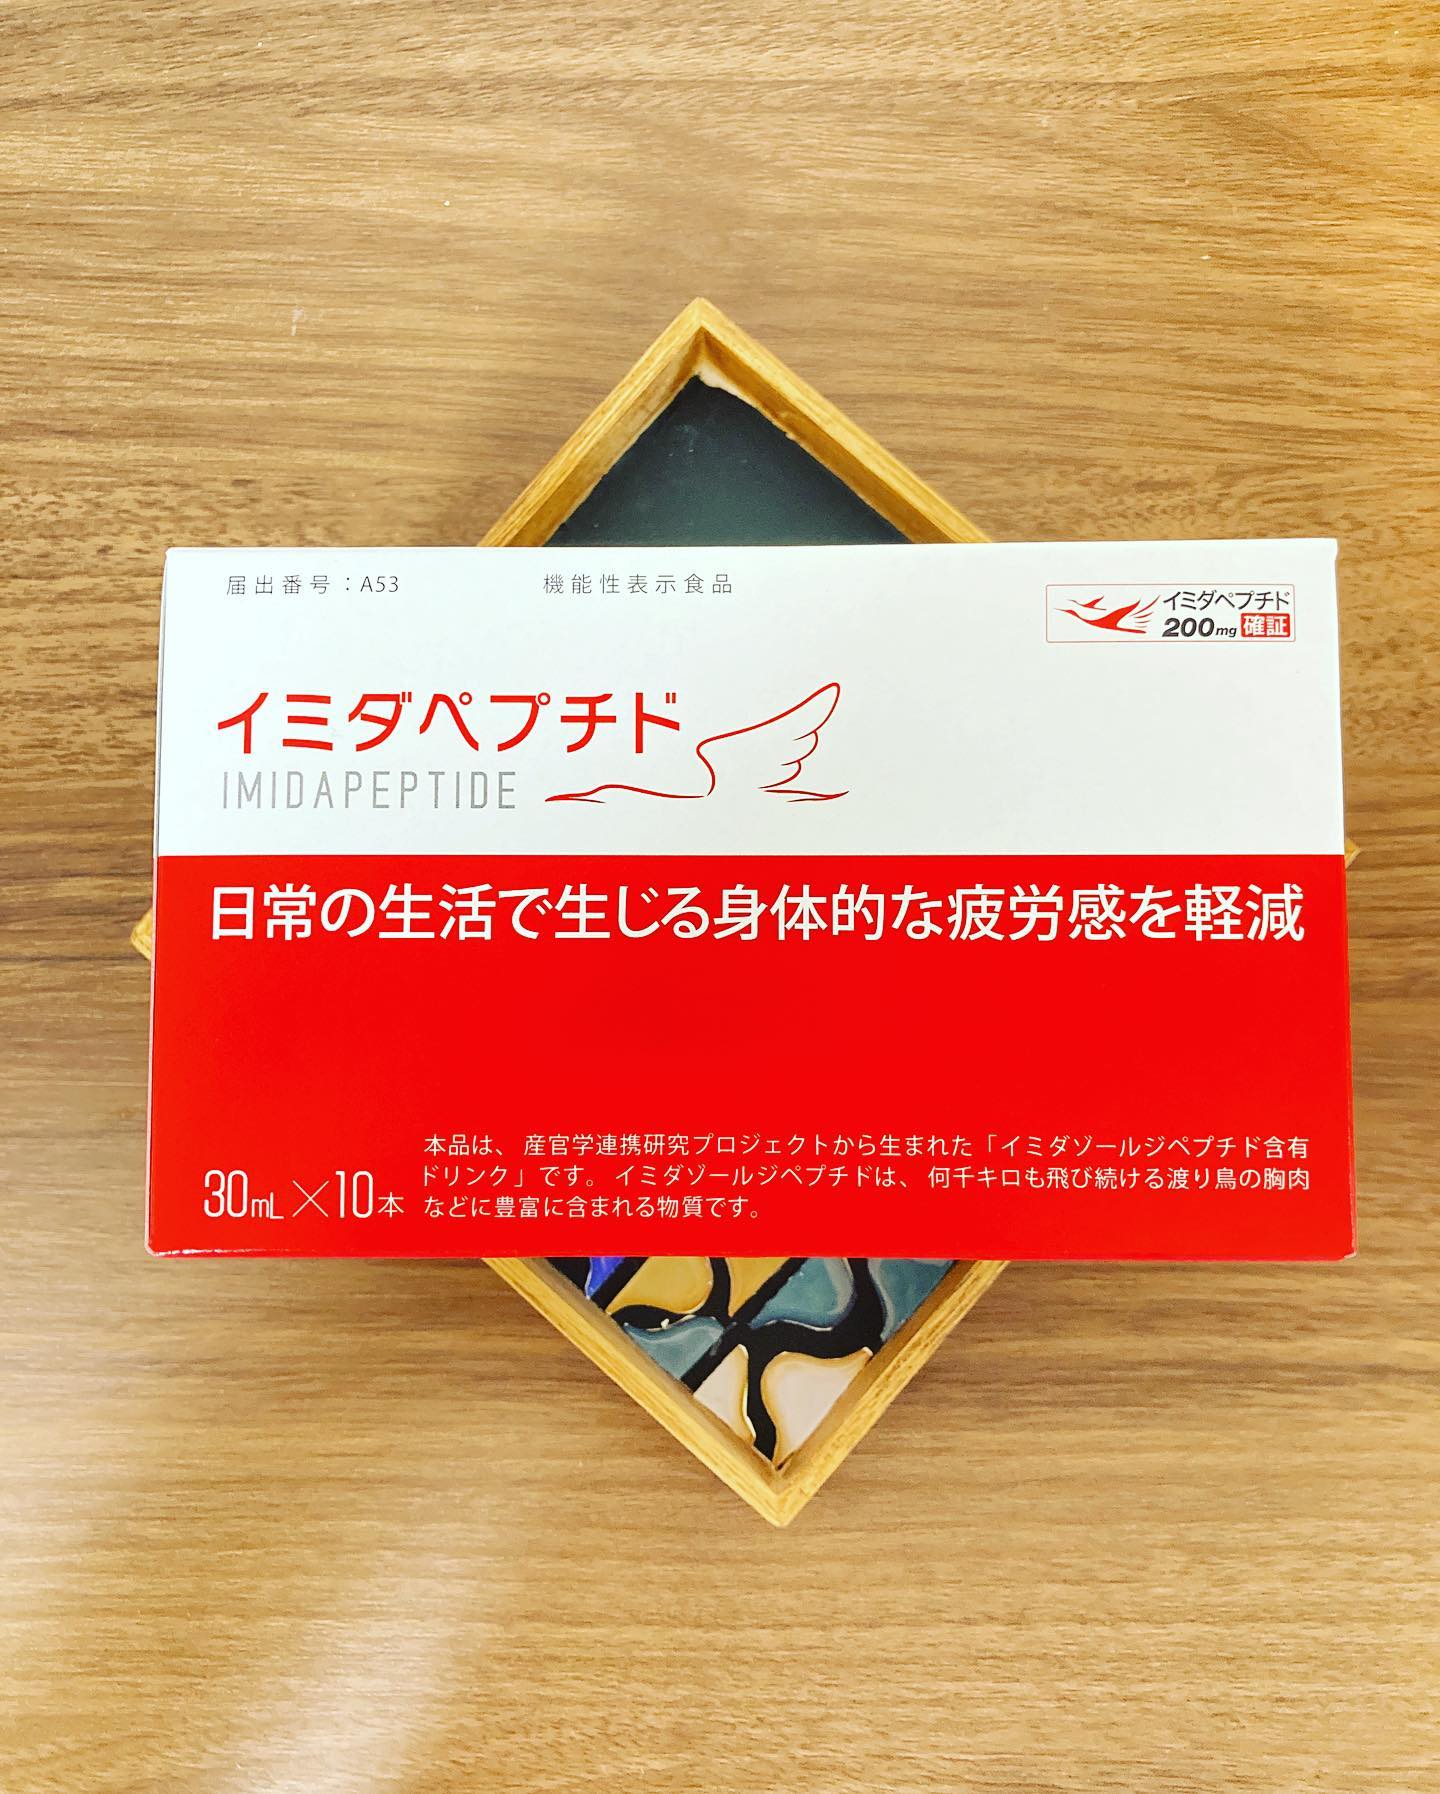 届出番号：A53
機能性表示食品
イミダペプチド
200mg 確証
イミダペプチド
IMIDAPEPTIDE
日常の生活で生じる身体的な疲労感を軽減
30mL×10本
本品は、産官学連携研究プロジェクトから生まれた「イミダゾールジペプチド含有
ドリンク」です。イミダゾールジペプチドは、何千キロも飛び続ける渡り鳥の胸肉
などに豊富に含まれる物質です。